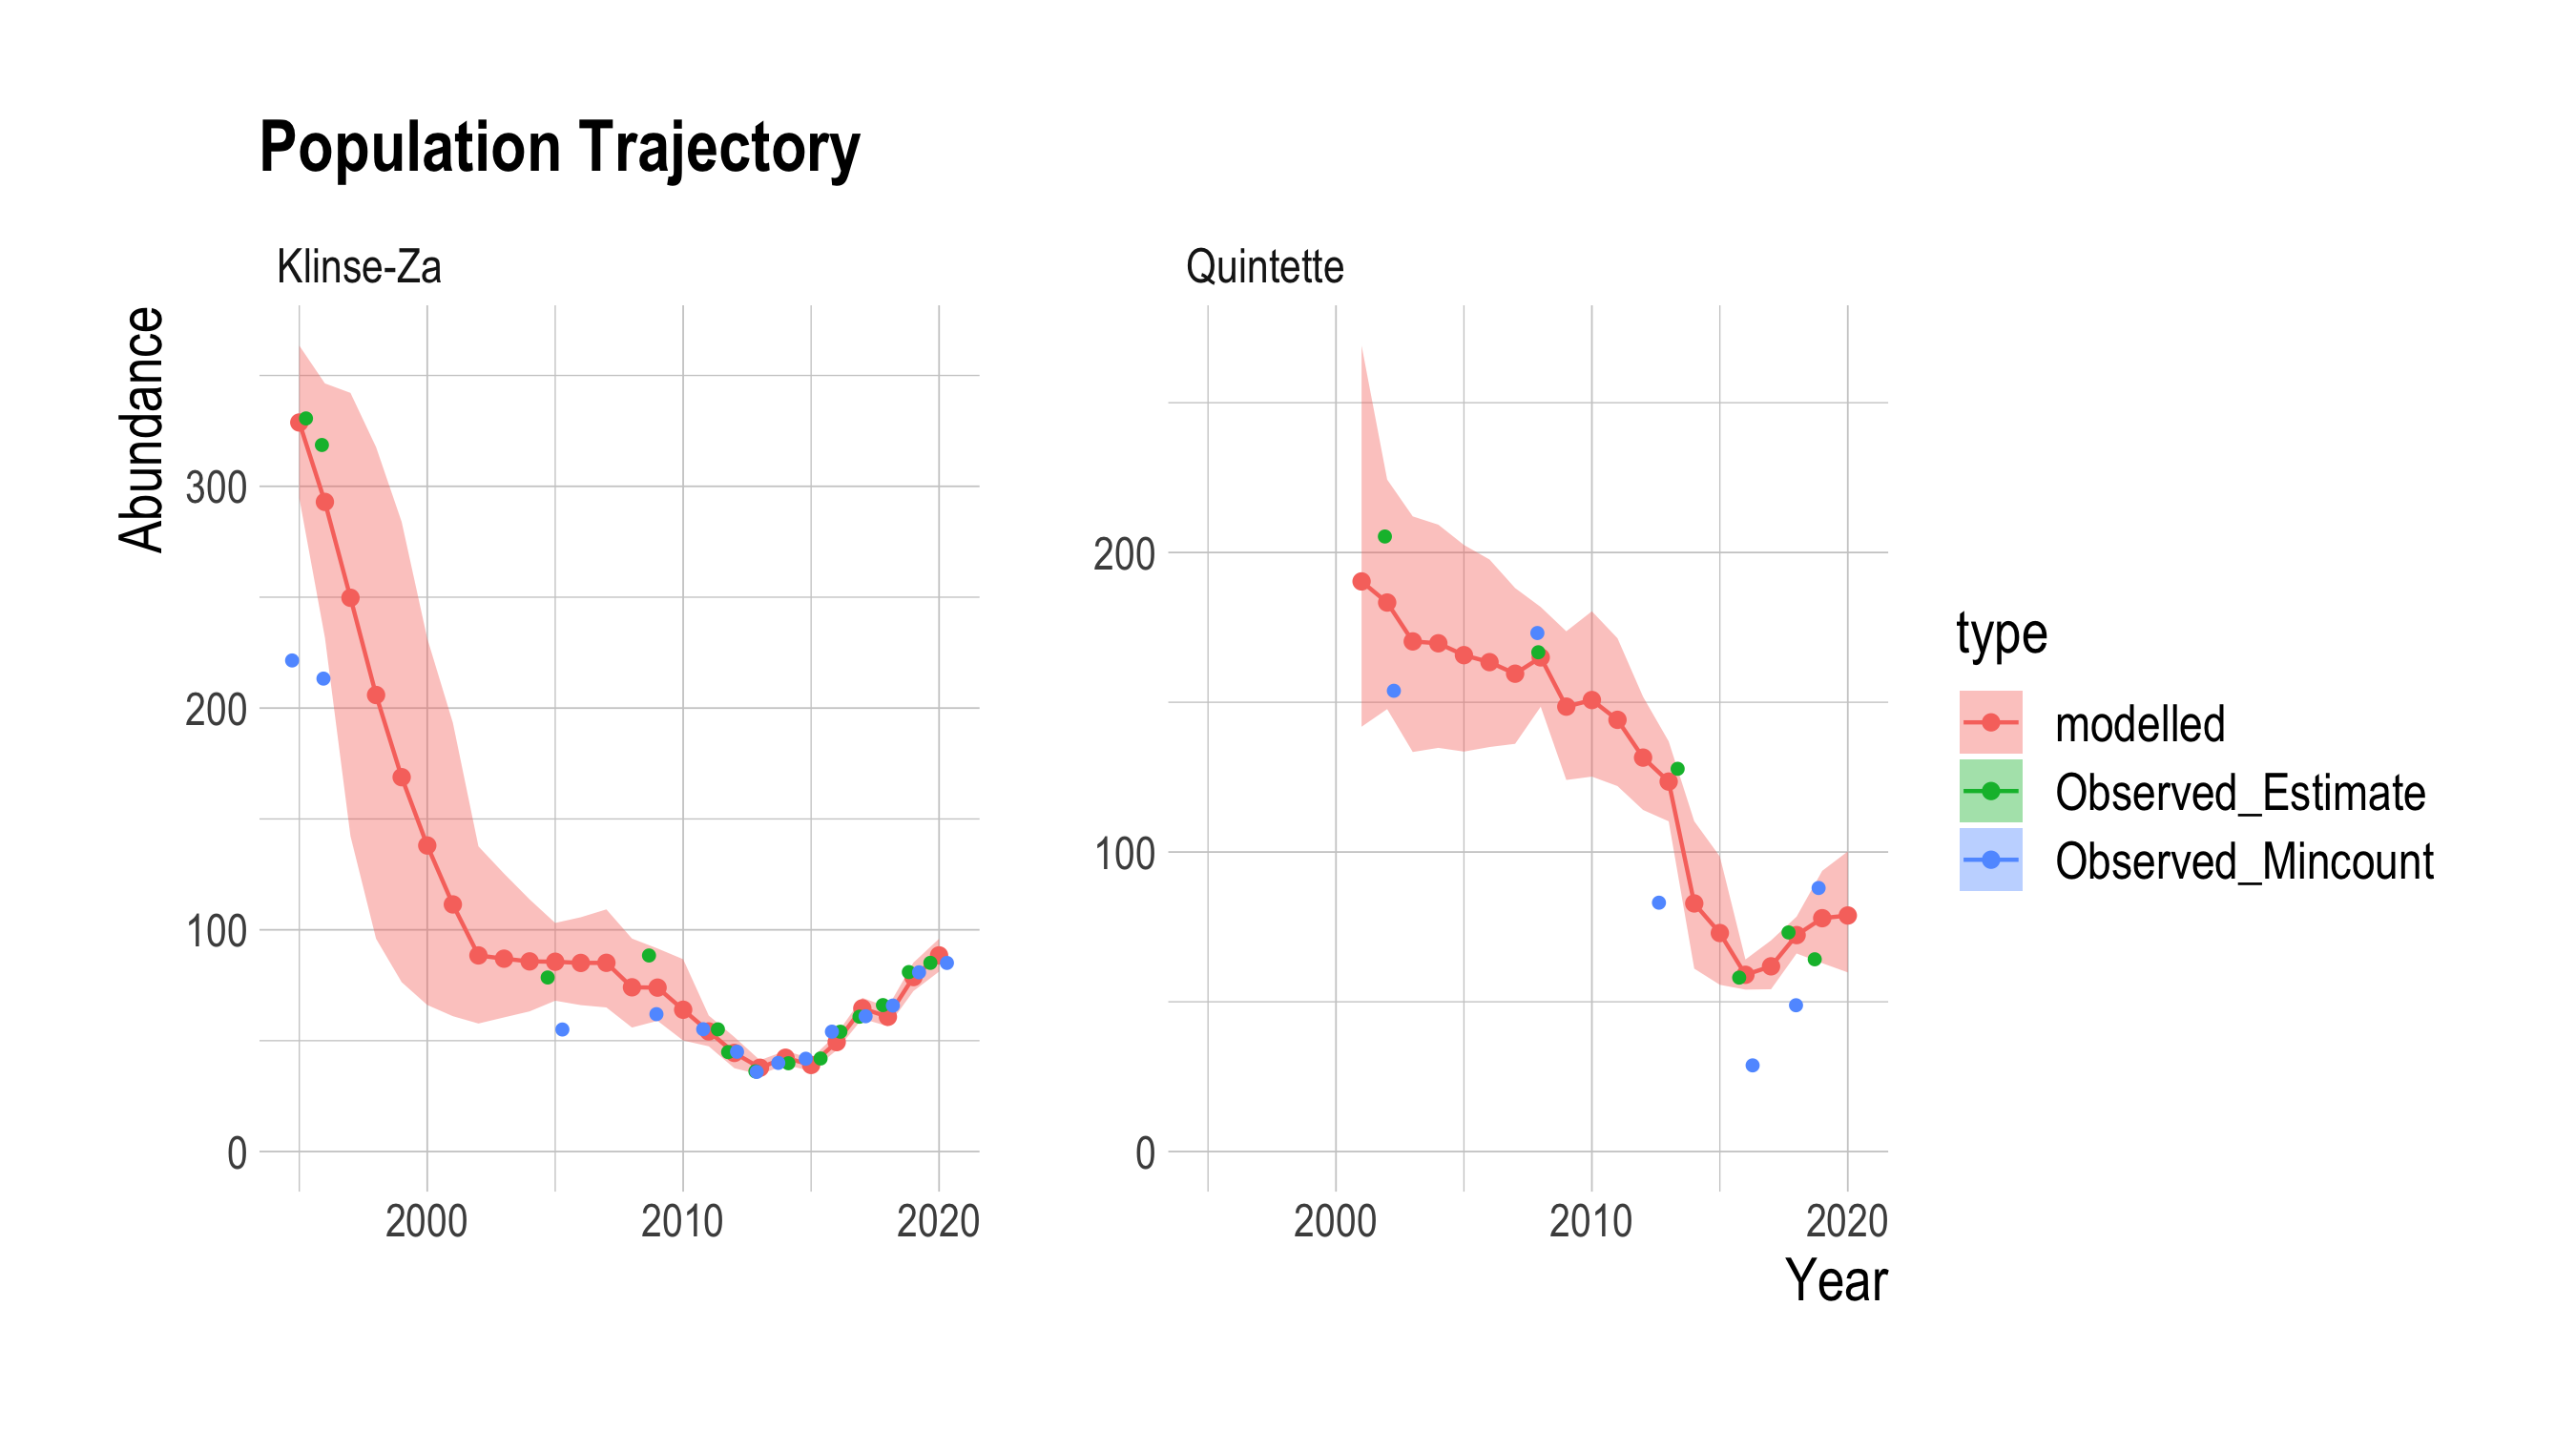 Population Trajectory
Klinse-Za
Quintette
Abundance
300
200
100
0
200
100
0
2000
2010
2020
2000
2010
2020
Year
type
modelled
Observed_Estimate
Observed_Mincount